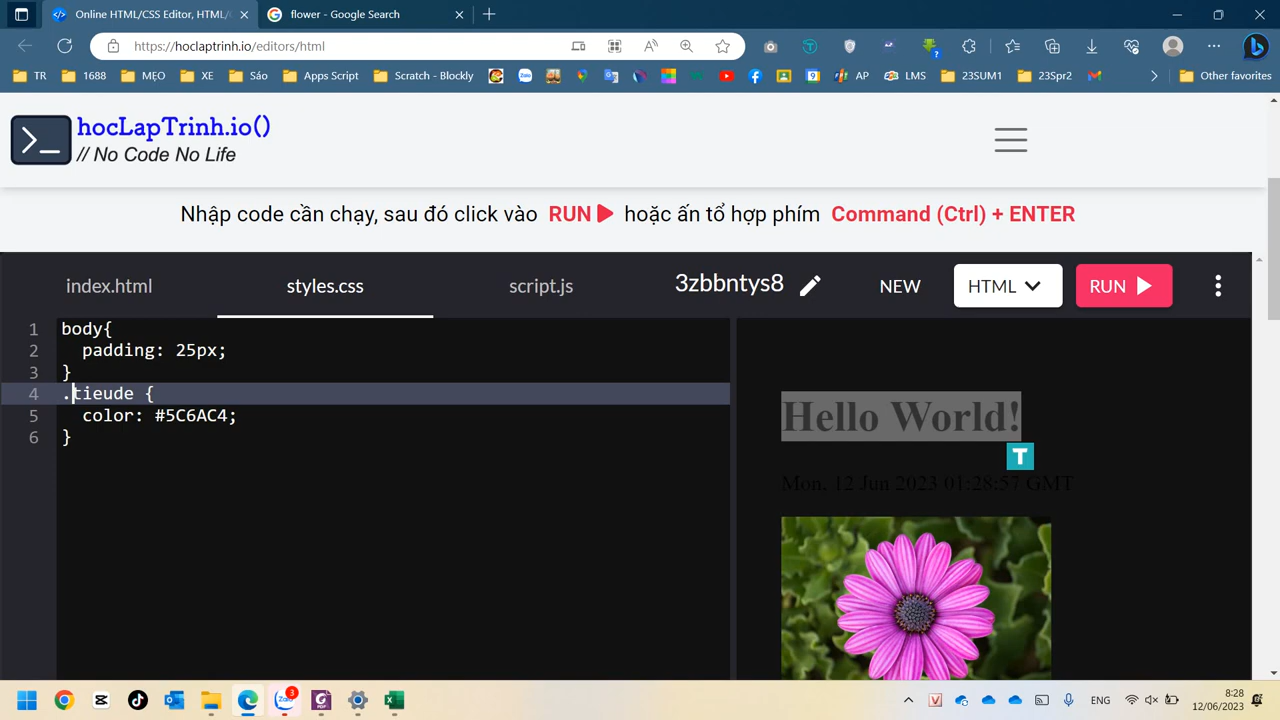 Online HTML/CSS Editor, HTML/
flower - Google Search
https://hoclaptrinh.io/editors/html
TR
1688
MẸO
XE
Sáo
Apps Script
Scratch - Blockly
AP
LMS
23SUM1
23Spr2
Other favorites
hocLapTrinh.io()
// No Code No Life
Nhập code cần chạy, sau đó click vào RUN hoặc ấn tổ hợp phím Command (Ctrl) + ENTER
index.html
styles.css
script.js
3zbbntys8
NEW
HTML
RUN
1 body{
2 padding: 25px;
3 }
4 .tieude {
5 color: #5C6AC4;
6 }
Hello World!
T
Mon, 12 Jun 2023 01:28:57 GMT
3
ENG
8:28
12/06/2023